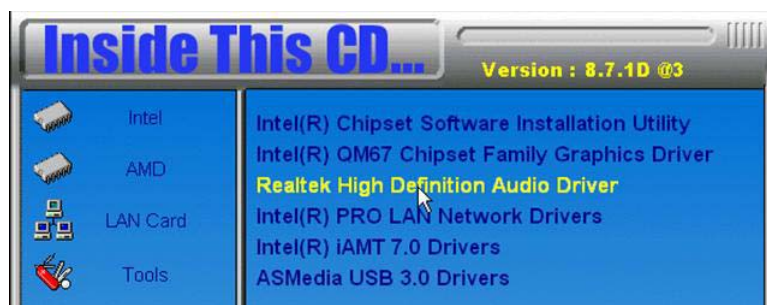 Inside This CD...
Version : 8.7.1D @3
Intel
AMD
LAN Card
Tools
Intel(R) Chipset Software Installation Utility
Intel(R) QM67 Chipset Family Graphics Driver
Realtek High Definition Audio Driver
Intel(R) PRO LAN Network Drivers
Intel(R) iAMT 7.0 Drivers
ASMedia USB 3.0 Drivers